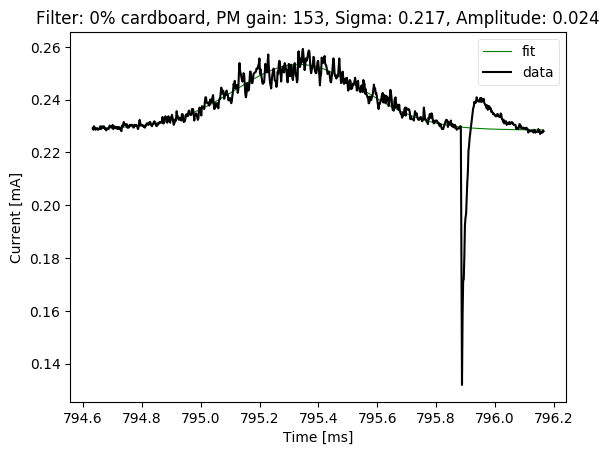 Filter: 0% cardboard, PM gain: 153, Sigma: 0.217, Amplitude: 0.024
fit
data
0.26
0.24
0.22
0.20
0.18
0.16
0.14
Current [mA]
794.6 794.8 795.0 795.2 795.4 795.6 795.8 796.0 796.2
Time [ms]